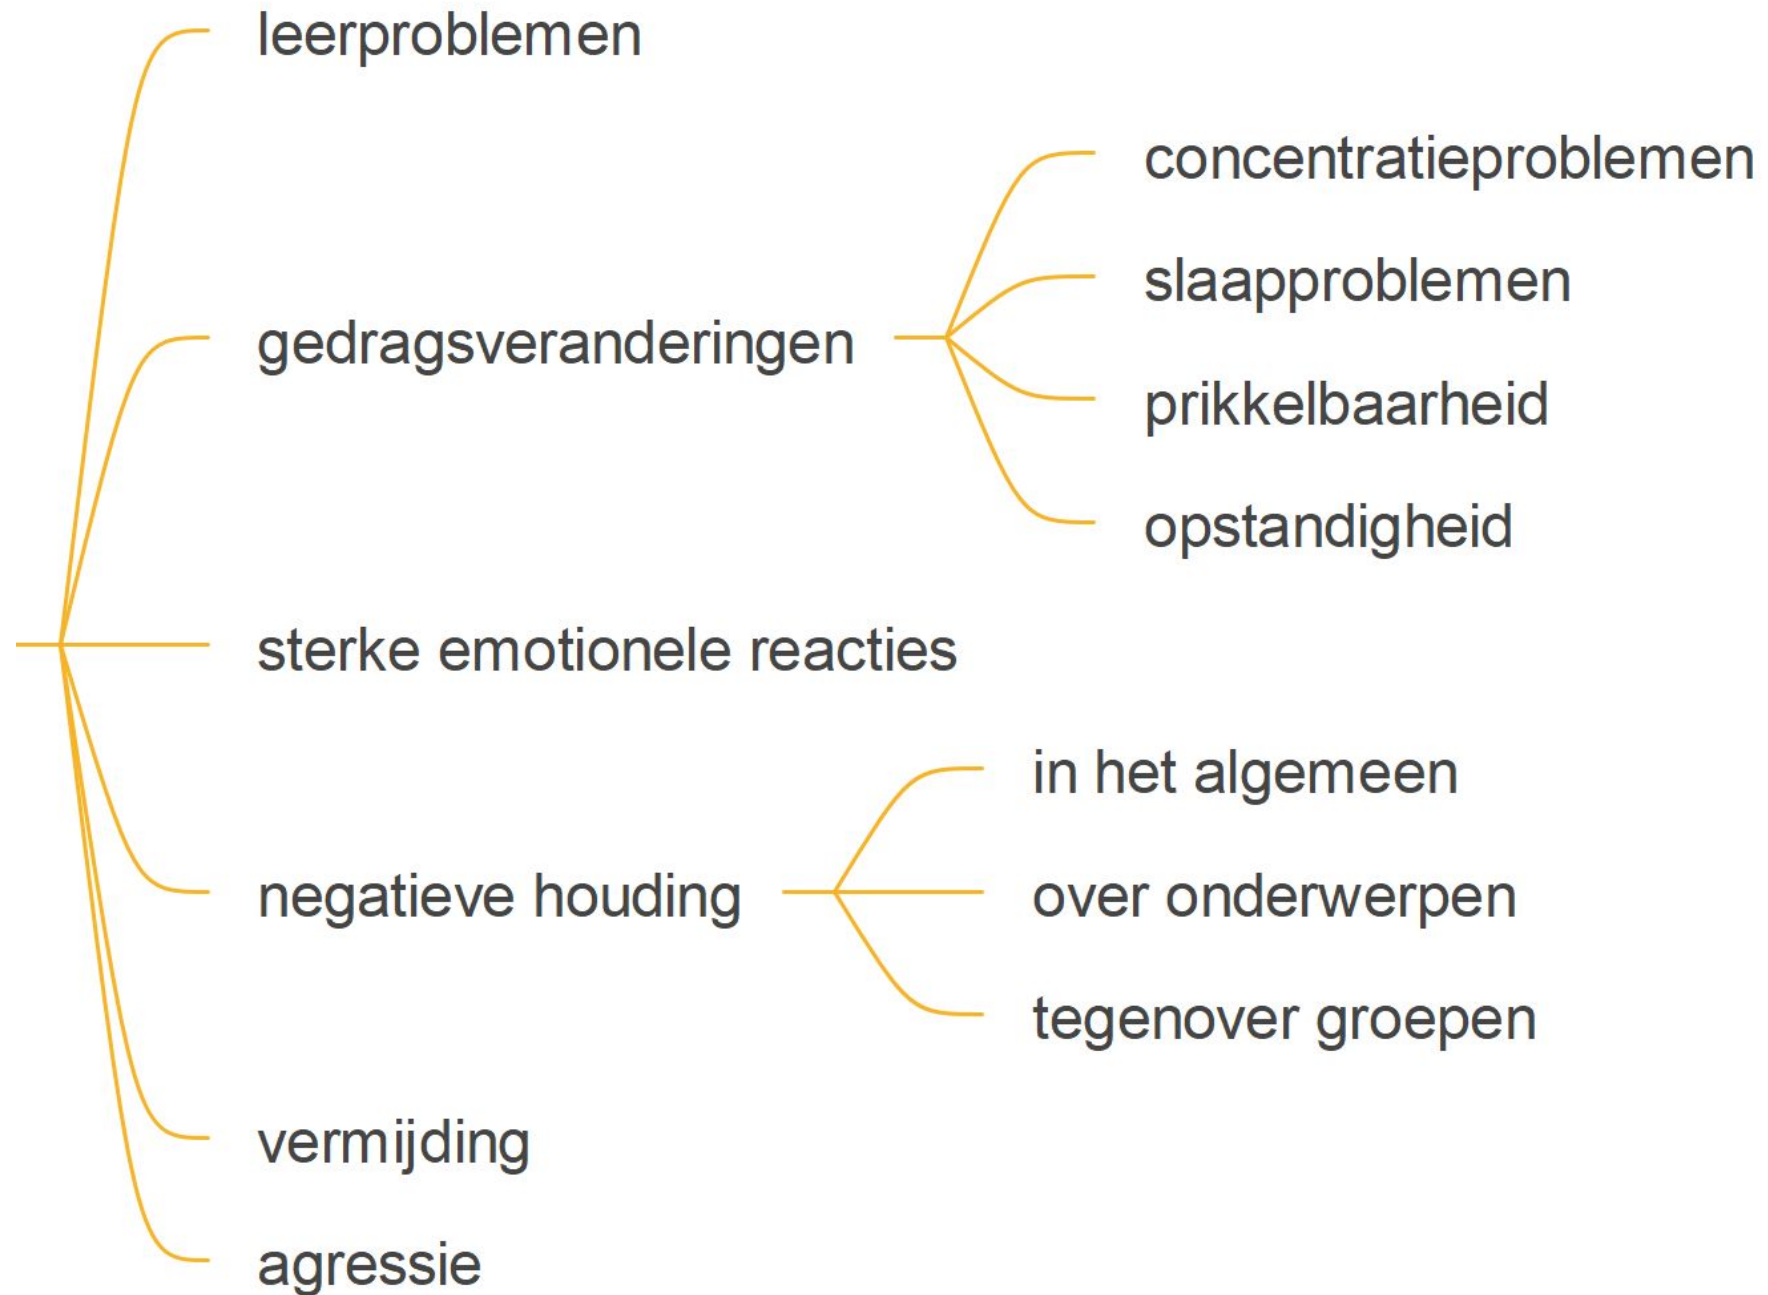 leerproblemen
gedragsveranderingen
concentratieproblemen
slaapproblemen
prikkelbaarheid
opstandigheid
sterke emotionele reacties
negatieve houding
in het algemeen
over onderwerpen
tegenover groepen
vermijding
agressie